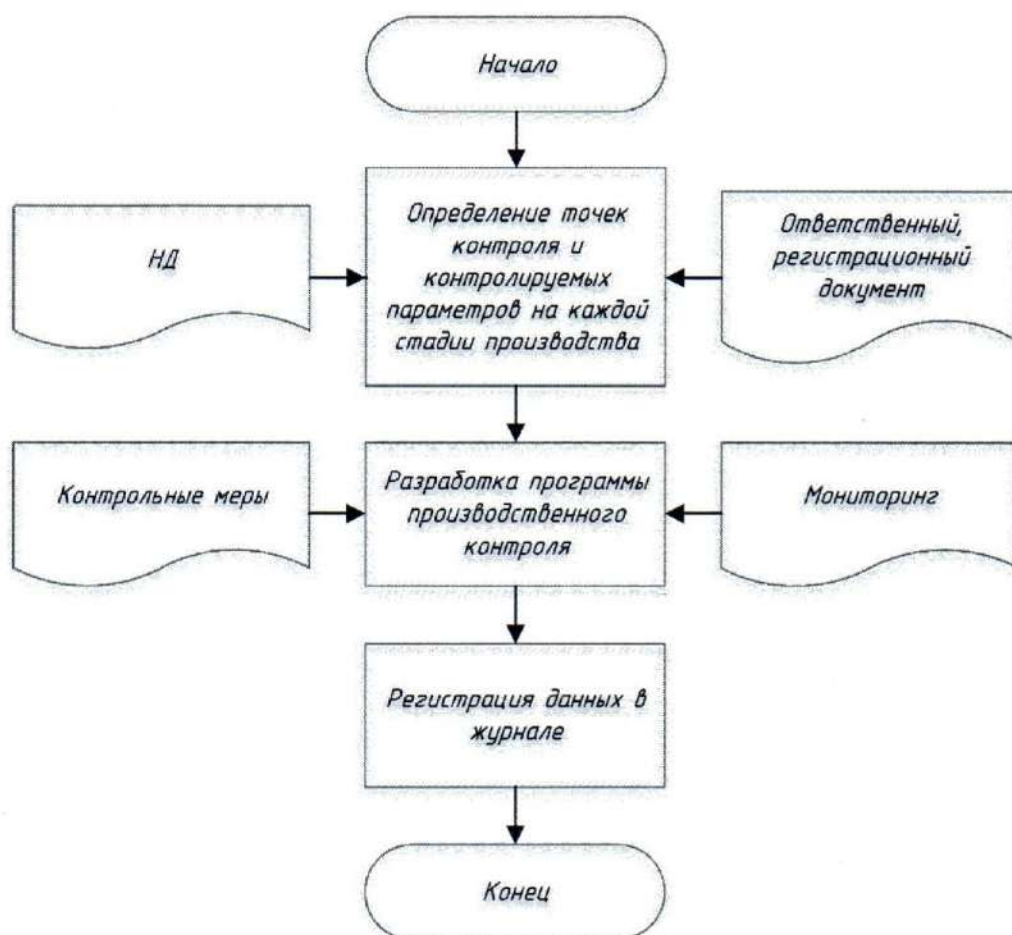 Начало
Определение точек
контроля и
контролируемых
параметров на каждой
стадии производства
НД
Ответственный,
регистрационный
документ
Контрольные меры
Разработка программы
производственного
контроля
Мониторинг
Регистрация данных в
журнале
Конец